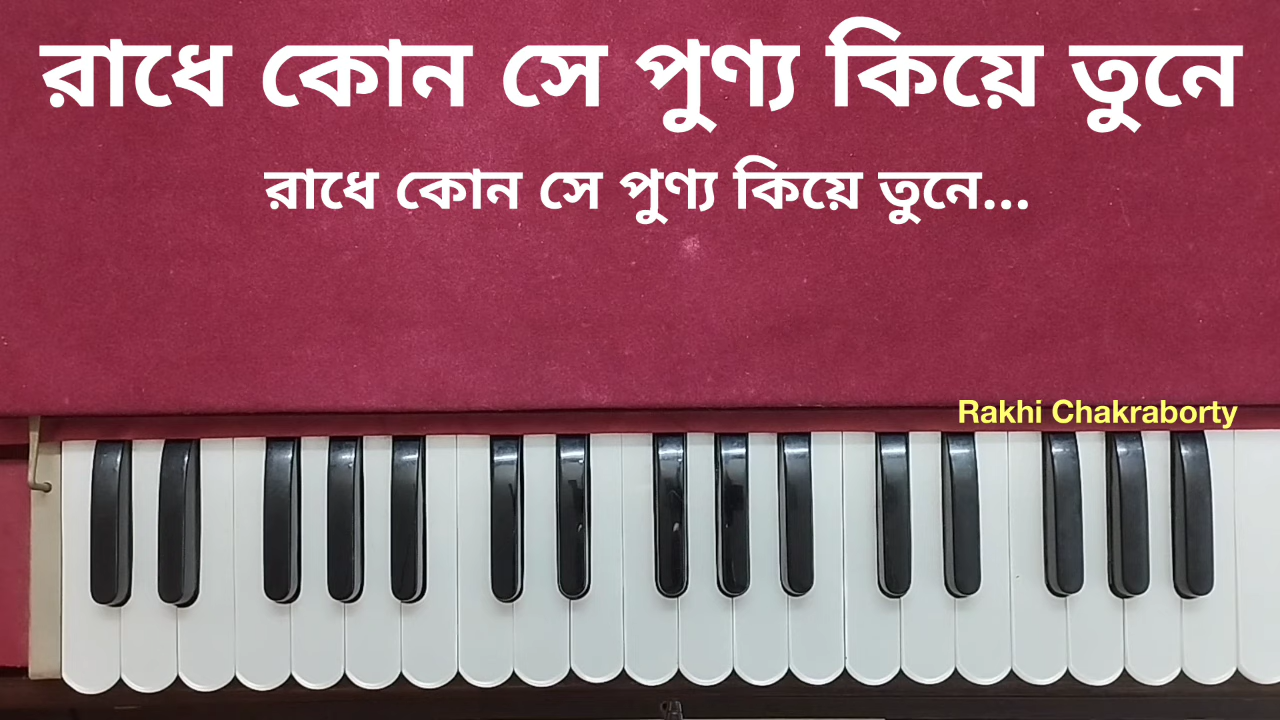 রাধে কোন সে পুণ্য কিয়ে তুনে
রাধে কোন সে পুণ্য কিয়ে তুনে...
Rakhi Chakraborty